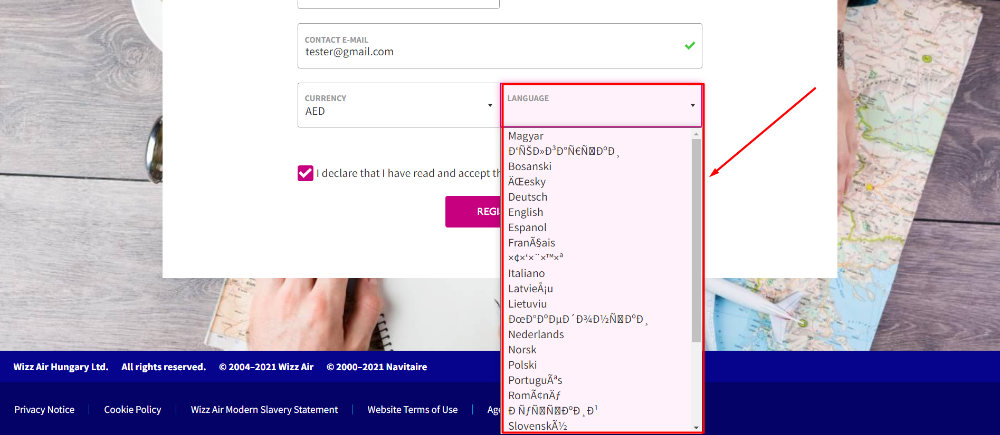 CONTACT E-MAIL
tester@gmail.com
CURRENCY
AED
LANGUAGE
Magyar
Ð‘ÑŠÐ»Ð³Ð°Ñ€ÑÐºÐ¸
Bosanski
ÄŒesky
Deutsch
English
Espanol
FranÃ§ais
×¢×‘×¨×™×ª
Italiano
LatvieÅ¡u
Lietuviu
ÐœÐ°ÐºÐµÐ´Ð¾Ð½ÑÐºÐ¸
Nederlands
Norsk
Polski
PortuguÃªs
RomÃ¢nÄƒ
Ð ÑƒÑÑÐºÐ¸Ð¹
SlovenskÃ½
I declare that I have read and accept th
REGI
Wizz Air Hungary Ltd. All rights reserved. © 2004–2021 Wizz Air © 2000–2021 Navitaire
Privacy Notice | Cookie Policy | Wizz Air Modern Slavery Statement | Website Terms of Use | Age